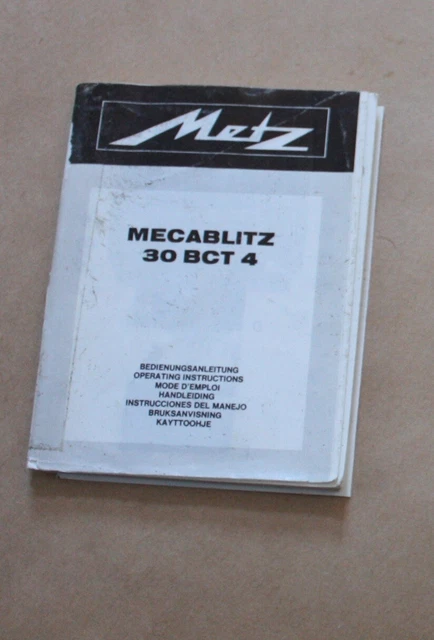 Metz
MECABLITZ
30 BCT 4
BEDIENUNGSANLEITUNG
OPERATING INSTRUCTIONS
MODE D'EMPLOI
HANDLEIDING
INSTRUCCIONES DEL MANEJO
BRUKSANVISNING
KAYTTOOHJE